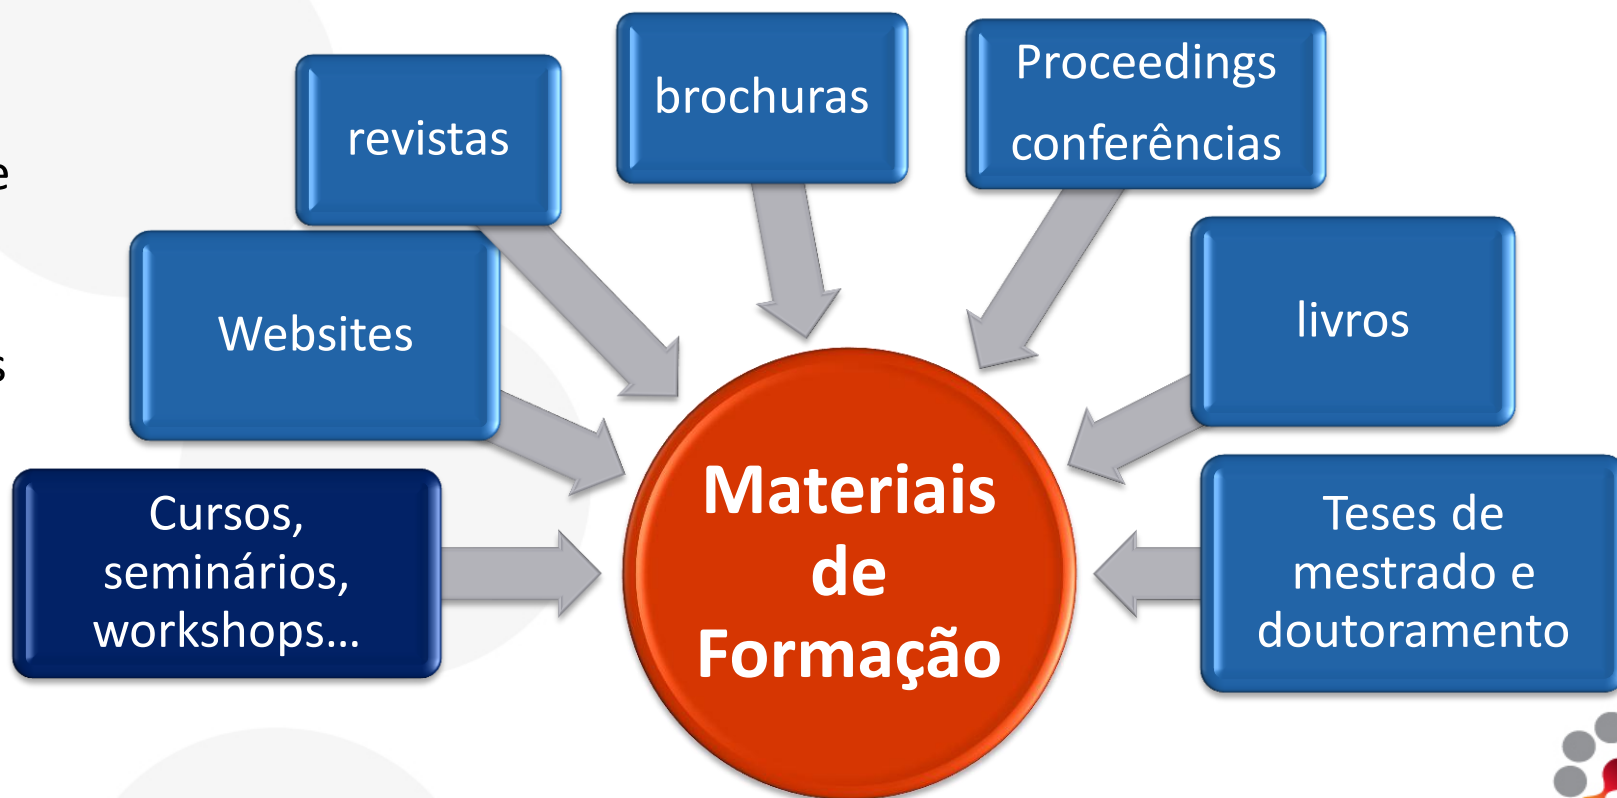 brochuras
Proceedings
conferências
revistas
e
Websites
livros
s
Cursos,
seminários,
workshops...
Materiais
de
Formação
Teses de
mestrado e
doutoramento